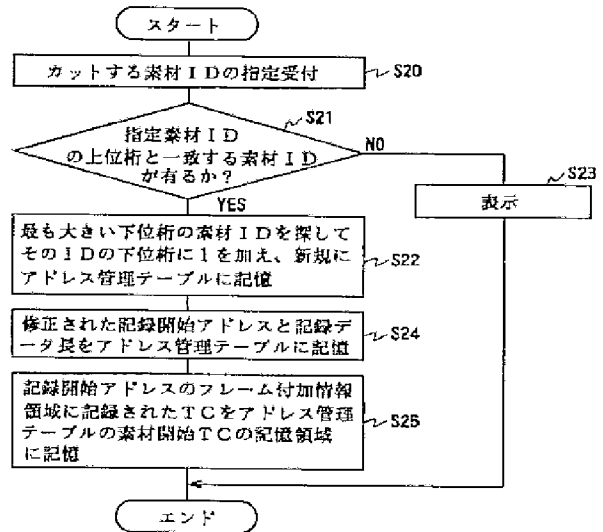 スタート
カットする素材IDの指定受付
S20
指定素材ID
の上位桁と一致する素材ID
が有るか?
S21
NO
YES
表示
S23
最も大きい下位桁の素材IDを探して
そのIDの下位桁に1を加え、新規に
アドレス管理テーブルに記憶
S22
修正された記録開始アドレスと記録デ
ータ長をアドレス管理テーブルに記憶
S24
記録開始アドレスのフレーム付加情報
領域に記録されたTCをアドレス管理
テーブルの素材開始TCの記憶領域
に記憶
S25
エンド